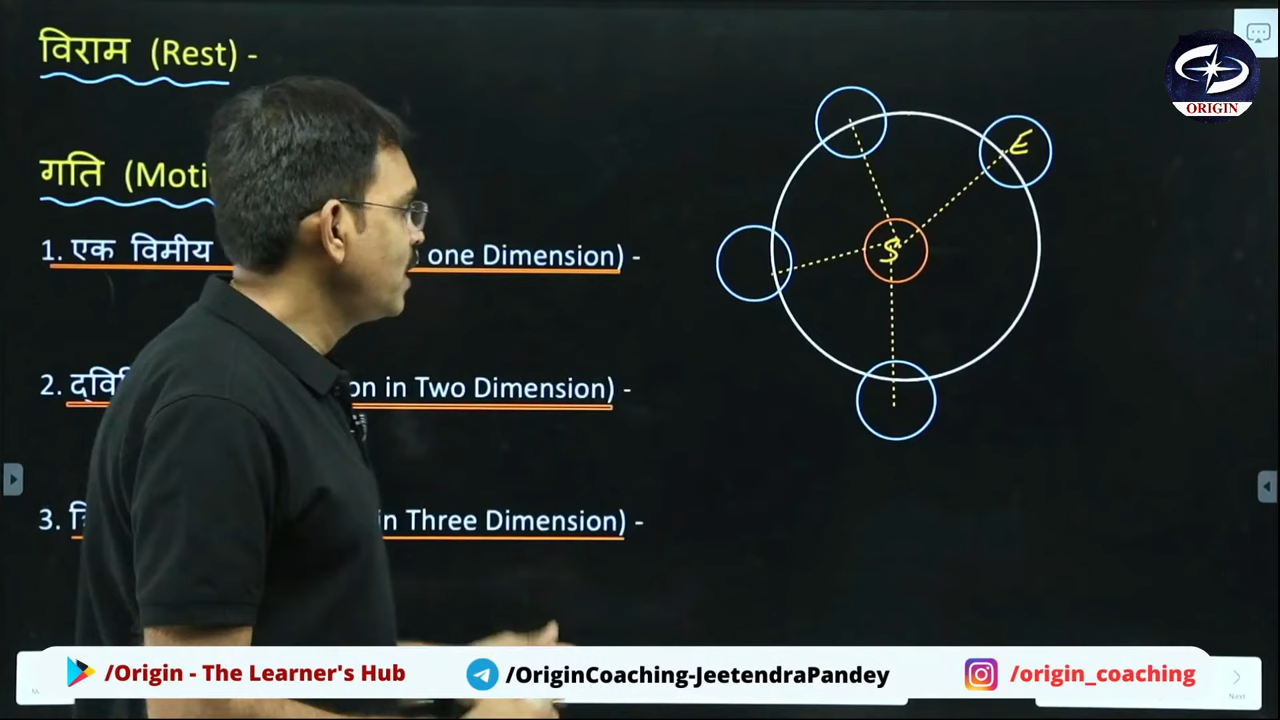 विराम (Rest) -
गति (Moti
1. एक विमीय one Dimension) -
2. द्वि on in Two Dimension) -
3. in Three Dimension) -
E
S
ORIGIN
/Origin - The Learner's Hub
/OriginCoaching-JeetendraPandey
/origin_coaching
Next